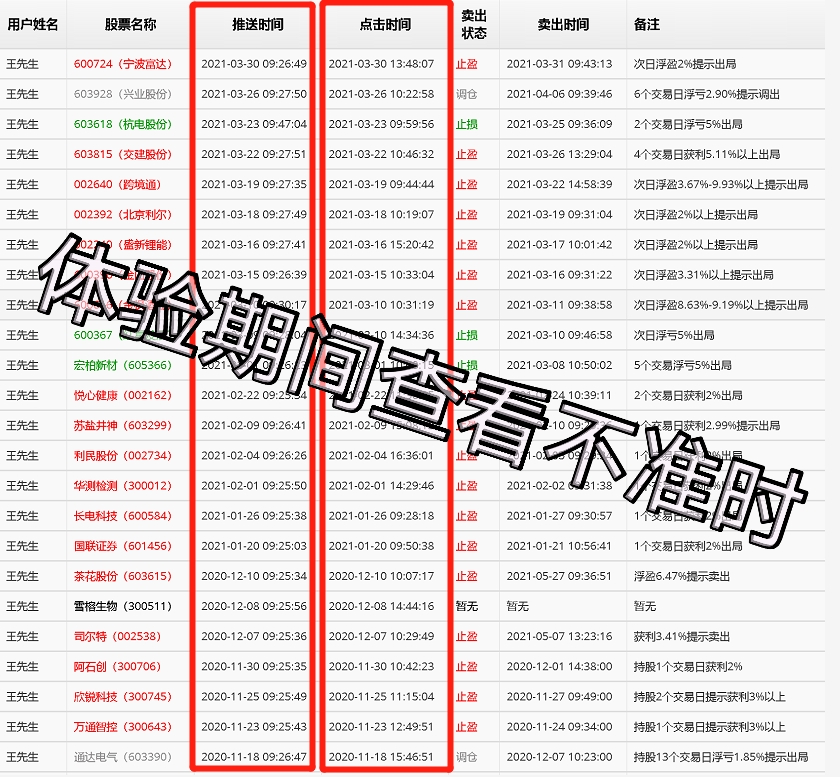 用户姓名 股票名称 推送时间 点击时间 卖出状态 卖出时间 备注
王先生 600724（宁波富达） 2021-03-30 09:26:49 2021-03-30 13:48:07 止盈 2021-03-31 09:43:13 次日浮盈2%提示出局
王先生 603928（兴业股份） 2021-03-26 09:27:50 2021-03-26 10:22:58 调仓 2021-04-06 09:39:46 6个交易日浮亏2.90%提示调出
王先生 603618（杭电股份） 2021-03-23 09:47:04 2021-03-23 09:59:56 止损 2021-03-25 09:36:09 2个交易日浮亏5%出局
王先生 603815（交建股份） 2021-03-22 09:27:51 2021-03-22 10:46:32 止盈 2021-03-26 13:29:04 4个交易日获利5.11%以上出局
王先生 002640（跨境通） 2021-03-19 09:27:35 2021-03-19 09:44:44 止盈 2021-03-22 14:58:39 次日浮盈3.67%-9.93%以上提示出局
王先生 002392（北京利尔） 2021-03-18 09:27:49 2021-03-18 10:19:07 止盈 2021-03-19 09:31:04 次日浮盈2%以上提示出局
王先生 （盛新锂能） 2021-03-16 09:27:41 2021-03-16 15:20:42 止盈 2021-03-17 10:01:42 次日浮盈2%以上提示出局
王先生 2021-03-15 09:26:39 2021-03-15 10:33:04 止盈 2021-03-16 09:31:22 次日浮盈3.31%以上提示出局
王先生 2021-03-10 10:31:19 止盈 2021-03-11 09:38:58 次日浮盈8.63%-9.19%以上提示出局
王先生 600367 14:34:36 止损 2021-03-10 09:46:58 次日浮亏5%出局
王先生 宏柏新材（605366） 止损 2021-03-08 10:50:02 5个交易浮亏5%出局
王先生 悦心健康（002162） 2021-02-22 10:39:11 2个交易日获利2%出局
王先生 苏盐井神（603299） 2021-02-09 09:26:41 2021-02-09 个交易日获利2.99%提示出局
王先生 利民股份（002734） 2021-02-04 09:26:26 2021-02-04 16:36:01 止盈
王先生 华测检测（300012） 2021-02-01 09:25:50 2021-02-01 14:29:46 止盈 2021-02-02
王先生 长电科技（600584） 2021-01-26 09:25:38 2021-01-26 09:28:18 止盈 2021-01-27 09:30:57 1个交易日获利2%出局
王先生 国联证券（601456） 2021-01-20 09:25:03 2021-01-20 09:50:38 止盈 2021-01-21 10:56:41 1个交易日获利2%出局
王先生 茶花股份（603615） 2020-12-10 09:25:34 2020-12-10 10:07:17 止盈 2021-05-27 09:36:51 浮盈6.47%提示卖出
王先生 雪榕生物（300511） 2020-12-08 09:25:56 2020-12-08 14:44:16 暂无 暂无 暂无
王先生 司尔特（002538） 2020-12-07 09:25:36 2020-12-07 10:29:49 止盈 2021-05-07 13:23:16 获利3.41%提示卖出
王先生 阿石创（300706） 2020-11-30 09:25:35 2020-11-30 10:42:23 止盈 2020-12-01 14:38:00 持股1个交易日获利2%
王先生 欣锐科技（300745） 2020-11-25 09:25:49 2020-11-25 11:15:04 止盈 2020-11-27 09:49:00 持股2个交易日提示获利3%以上
王先生 万通智控（300643） 2020-11-23 09:25:43 2020-11-23 12:49:51 止盈 2020-11-24 09:34:00 持股1个交易日提示获利3%以上
王先生 通达电气（603390） 2020-11-18 09:26:47 2020-11-18 15:46:51 调仓 2020-12-07 10:23:00 持股13个交易日浮亏1.85%提示出局
体验期间查看不准时